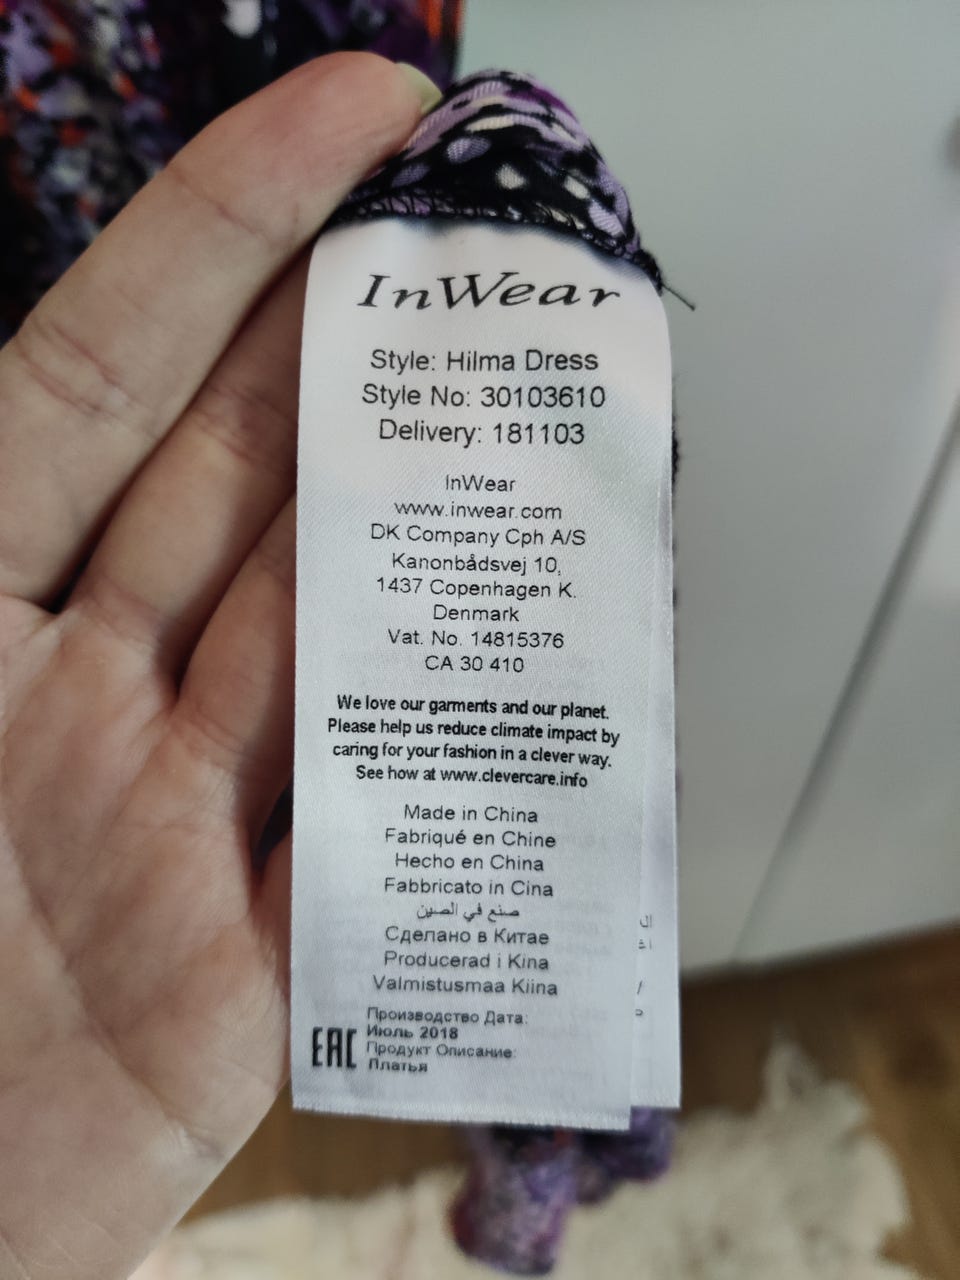 InWear
Style: Hilma Dress
Style No: 30103610
Delivery: 181103
InWear
www.inwear.com
DK Company Cph A/S
Kanonbådsvej 10,
1437 Copenhagen K.
Denmark
Vat. No. 14815376
CA 30 410
We love our garments and our planet.
Please help us reduce climate impact by
caring for your fashion in a clever way.
See how at www.clevercare.info
Made in China
Fabriqué en Chine
Hecho en China
Fabbricato in Cina
صنع في الصين
Сделано в Китае
Producerad i Kina
Valmistusmaa Kiina
EAC
Производство Дата:
Июль 2018
Продукт Описание:
Платья